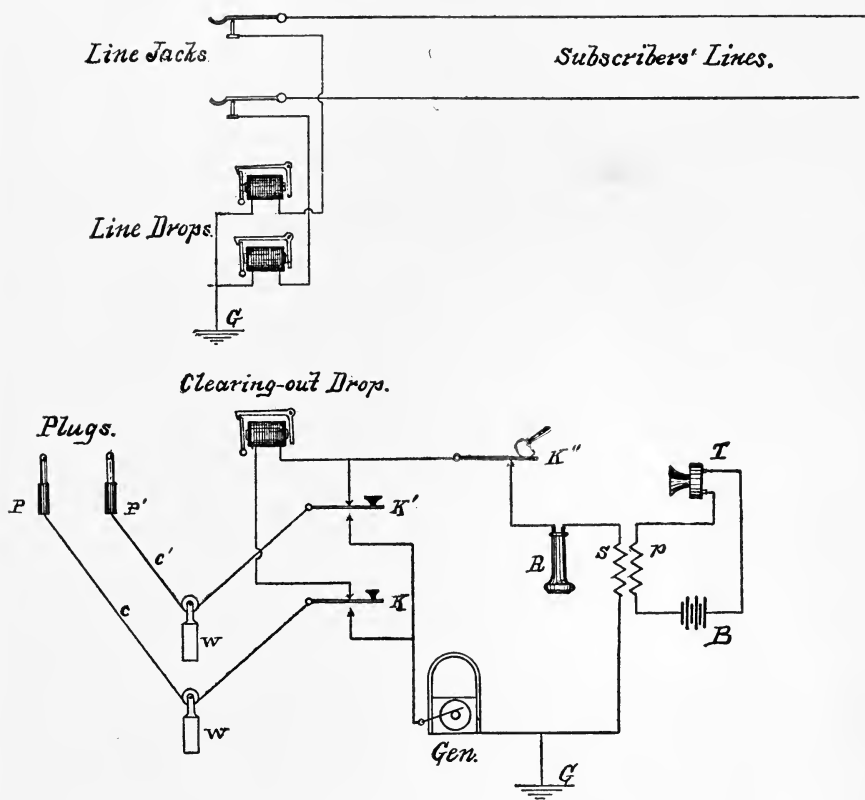 Line Jacks.
Subscribers' Lines.
Line Drops.
G
Clearing-out Drop.
Plugs.
K"
T
P
P'
K'
c'
R
s
p
c
K
W
B
W
Gen.
G